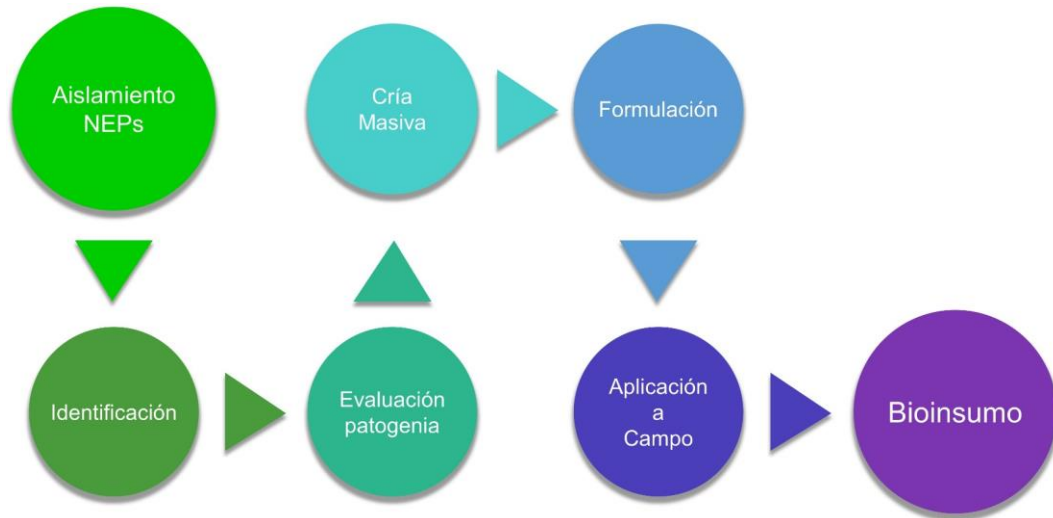 Aislamiento
NEPs
Identificación
Evaluación
patogenia
Cría
Masiva
Formulación
Aplicación
a
Campo
Bioinsumo